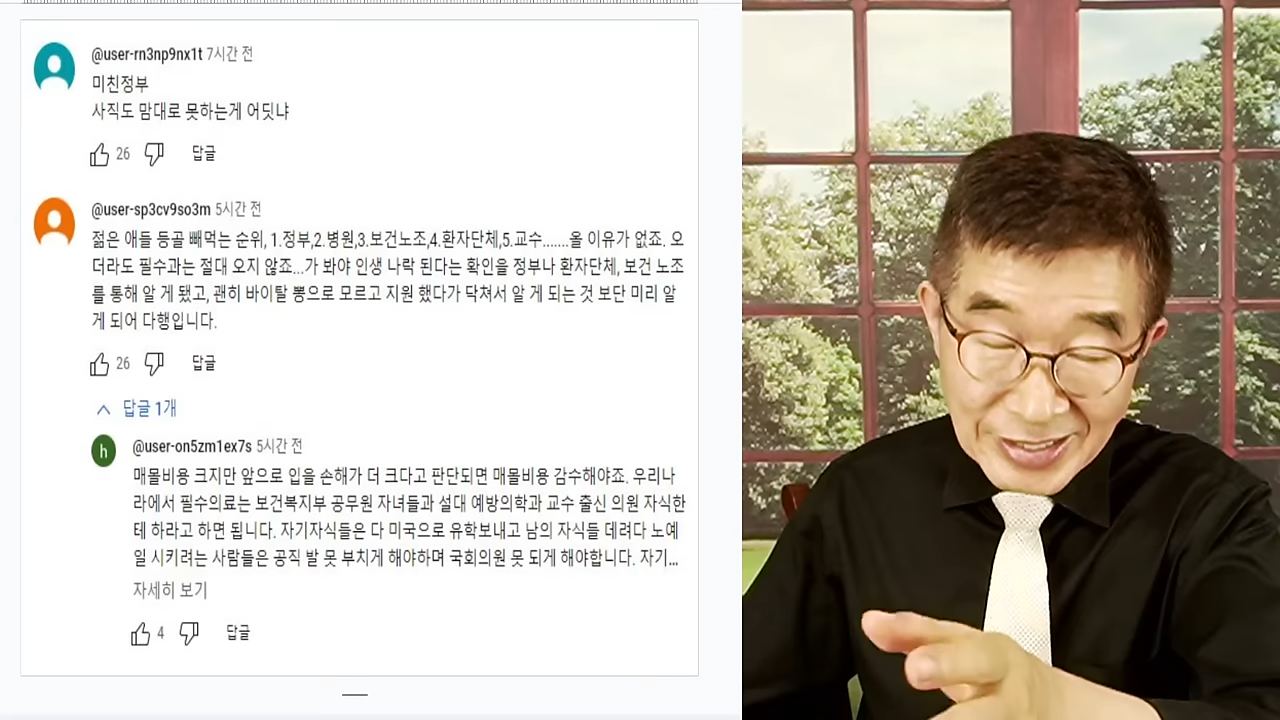 @user-rn3np9nx1t 7시간 전
미친정부
사직도 맘대로 못하는게 어딧냐
26 답글
@user-sp3cv9so3m 5시간 전
젊은 애들 등골 빼먹는 순위, 1.정부,2.병원,3.보건노조,4.환자단체,5.교수.......올 이유가 없죠. 오
더라도 필수과는 절대 오지 않죠...가 봐야 인생 나락 된다는 확인을 정부나 환자단체, 보건 노조
를 통해 알 게 됐고, 괜히 바이탈 뽕으로 모르고 지원 했다가 닥쳐서 알 게 되는 것 보단 미리 알
게 되어 다행입니다.
26 답글
답글 1개
h
@user-on5zm1ex7s 5시간 전
매몰비용 크지만 앞으로 입을 손해가 더 크다고 판단되면 매몰비용 감수해야죠. 우리나
라에서 필수의료는 보건복지부 공무원 자녀들과 설대 예방의학과 교수 출신 의원 자식한
테 하라고 하면 됩니다. 자기자식들은 다 미국으로 유학보내고 남의 자식들 데려다 노예
일 시키려는 사람들은 공직 발 못 부치게 해야하며 국회의원 못 되게 해야합니다. 자기...
자세히 보기
4 답글